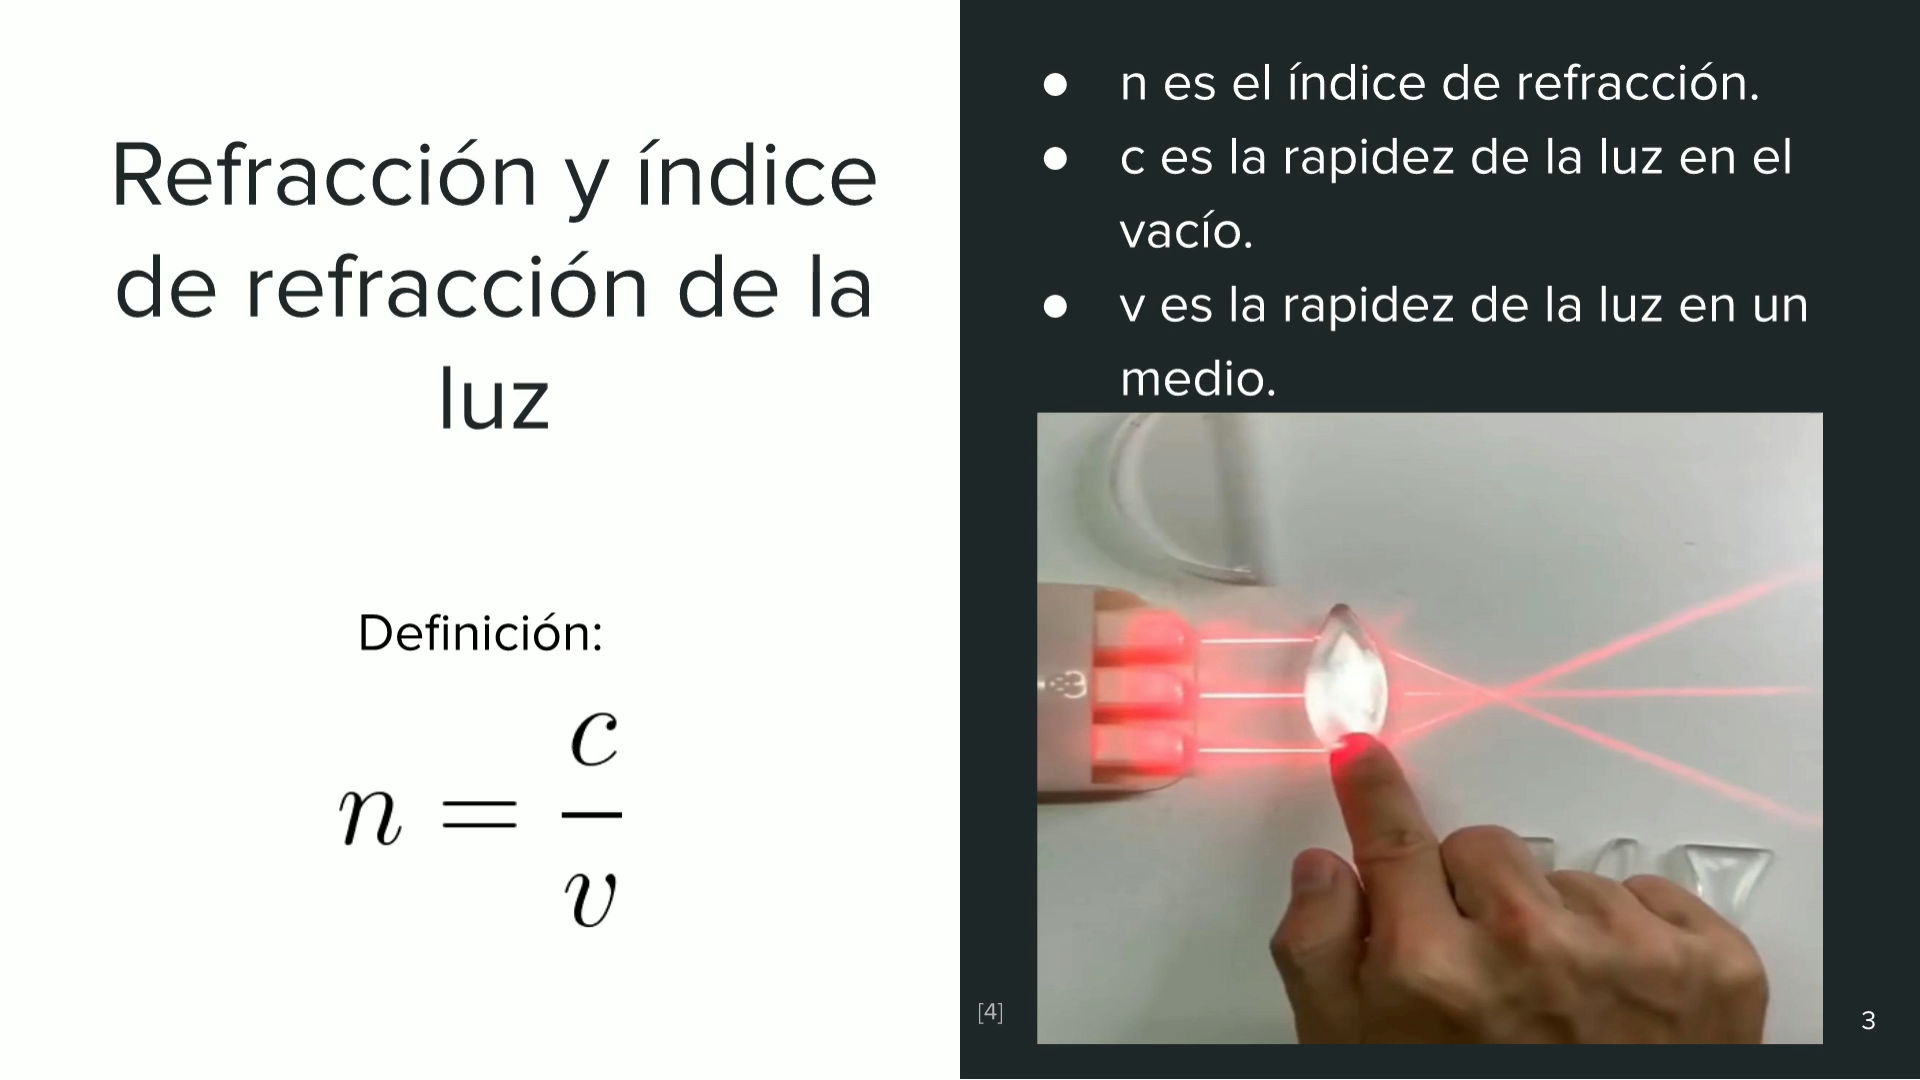 Refracción y índice
de refracción de la
luz
Definición:
n = c/v
● n es el índice de refracción.
● c es la rapidez de la luz en el
vacío.
● v es la rapidez de la luz en un
medio.
[4]
3